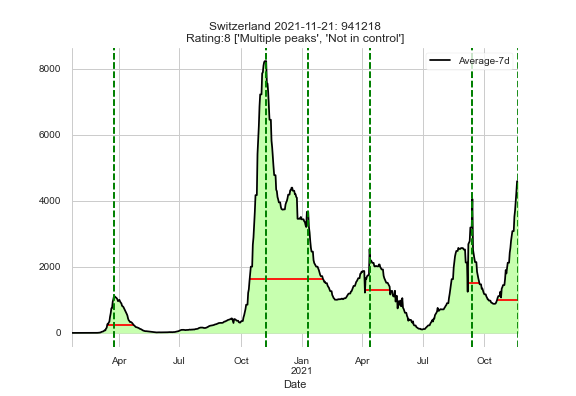 Switzerland 2021-11-21: 941218
Rating:8 ['Multiple peaks', 'Not in control']
Average-7d
8000
6000
4000
2000
0
Apr Jul Oct Jan Apr Jul Oct
2021
Date